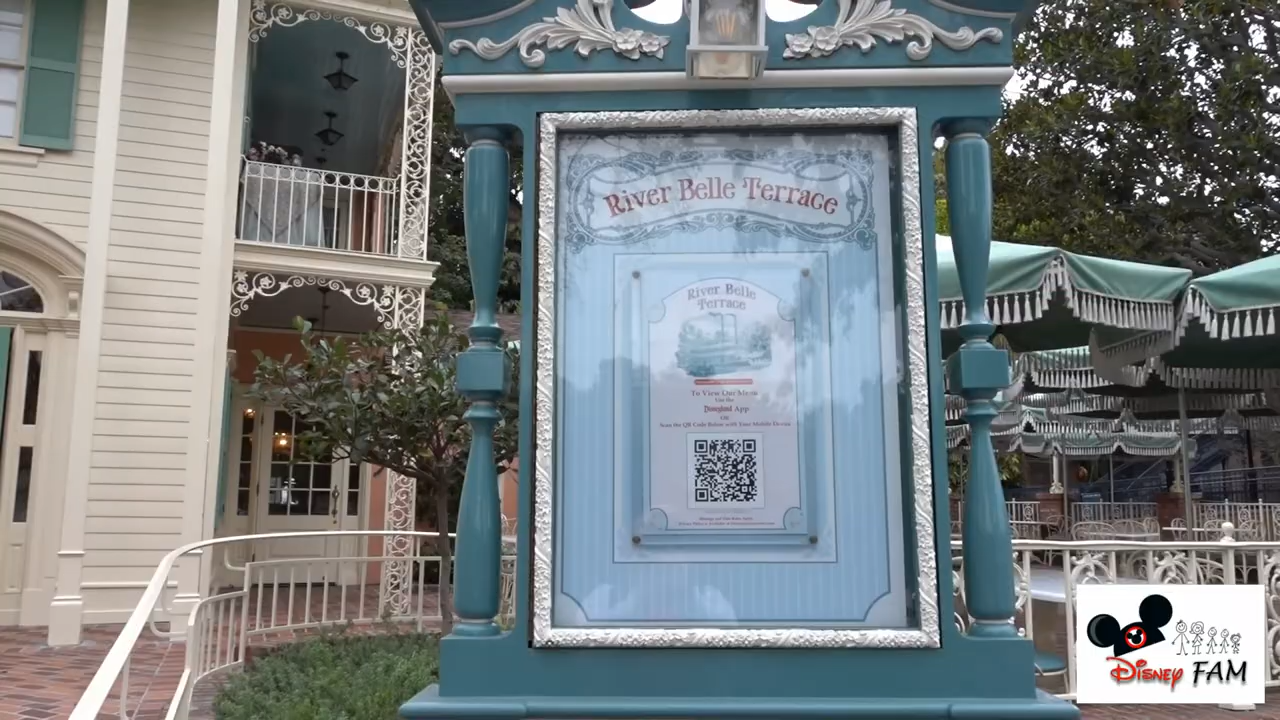 River Belle Terrace
River Belle
Terrace
To View Our Menu
Use the
Disneyland App
OR
Scan the QR Code Below with Your Mobile Device
Disney FAM